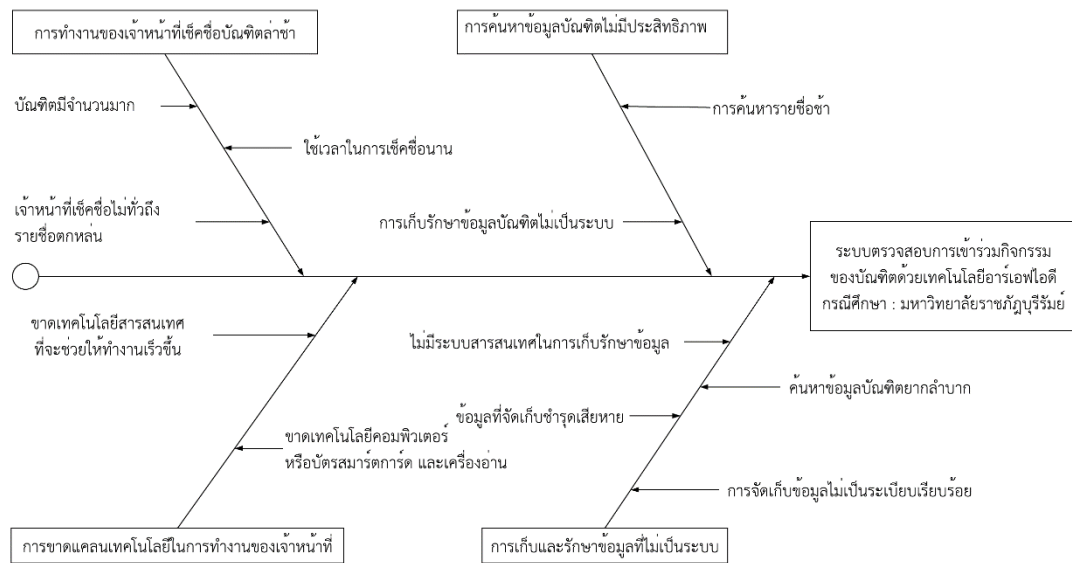 การทำงานของเจ้าหน้าที่เช็คชื่อบัณฑิตล่าช้า
การค้นหาข้อมูลบัณฑิตไม่มีประสิทธิภาพ
บัณฑิตมีจำนวนมาก
การค้นหารายชื่อช้า
ใช้เวลาในการเช็คชื่อนาน
เจ้าหน้าที่เช็คชื่อไม่ทั่วถึง
รายชื่อตกหล่น
การเก็บรักษาข้อมูลบัณฑิตไม่เป็นระบบ
ระบบตรวจสอบการเข้าร่วมกิจกรรม
ของบัณฑิตด้วยเทคโนโลยีอาร์เอฟไอดี
กรณีศึกษา : มหาวิทยาลัยราชภัฎบุรีรัมย์
ขาดเทคโนโลยีสารสนเทศ
ที่จะช่วยให้ทำงานเร็วขึ้น
ไม่มีระบบสารสนเทศในการเก็บรักษาข้อมูล
ค้นหาข้อมูลบัณฑิตยากลำบาก
ข้อมูลที่จัดเก็บชำรุดเสียหาย
ขาดเทคโนโลยีคอมพิวเตอร์
หรือบัตรสมาร์ตการ์ด และเครื่องอ่าน
การจัดเก็บข้อมูลไม่เป็นระเบียบเรียบร้อย
การขาดแคลนเทคโนโลยีในการทำงานของเจ้าหน้าที่
การเก็บและรักษาข้อมูลที่ไม่เป็นระบบ